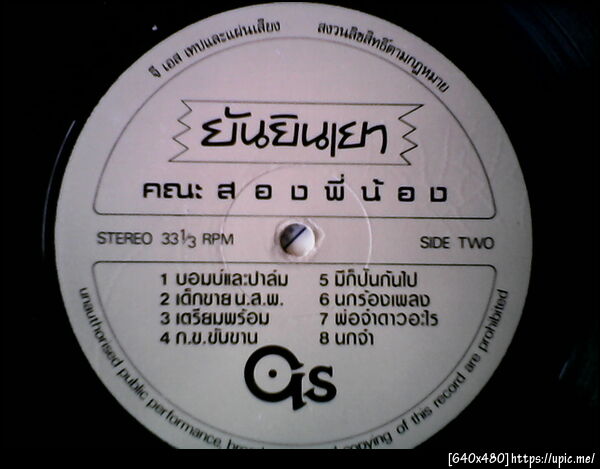 จี เอส เทปและแผ่นเสียง
สงวนลิขสิทธิ์ตามกฎหมาย
ยันยินเยา
คณะ สองพี่น้อง
STEREO 33 1/3 RPM
SIDE TWO
1 บอมบ์และปาล์ม
2 เด็กขาย น.ส.พ.
3 เตรียมพร้อม
4 ก.ข.ขับขาน
5 มีก็ปันกันไป
6 นกร้องเพลง
7 พ่อจ๋าดาวอะไร
8 นกจ๋า
GS
unauthorised public performance, copying of this record are prohibited
[640x480]https://upic.me/